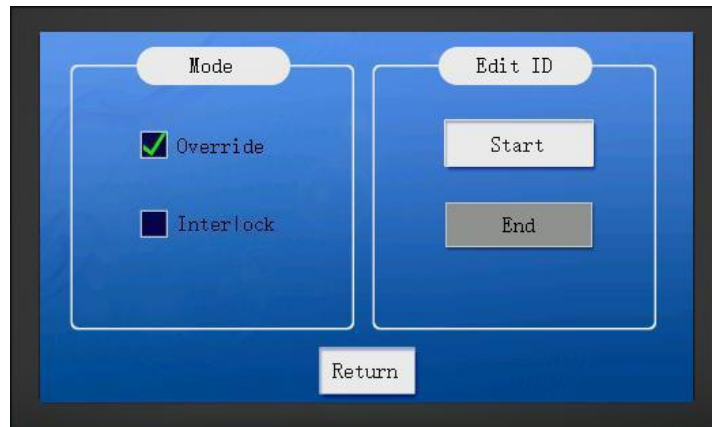 Mode
Override
Interlock
Edit ID
Start
End
Return